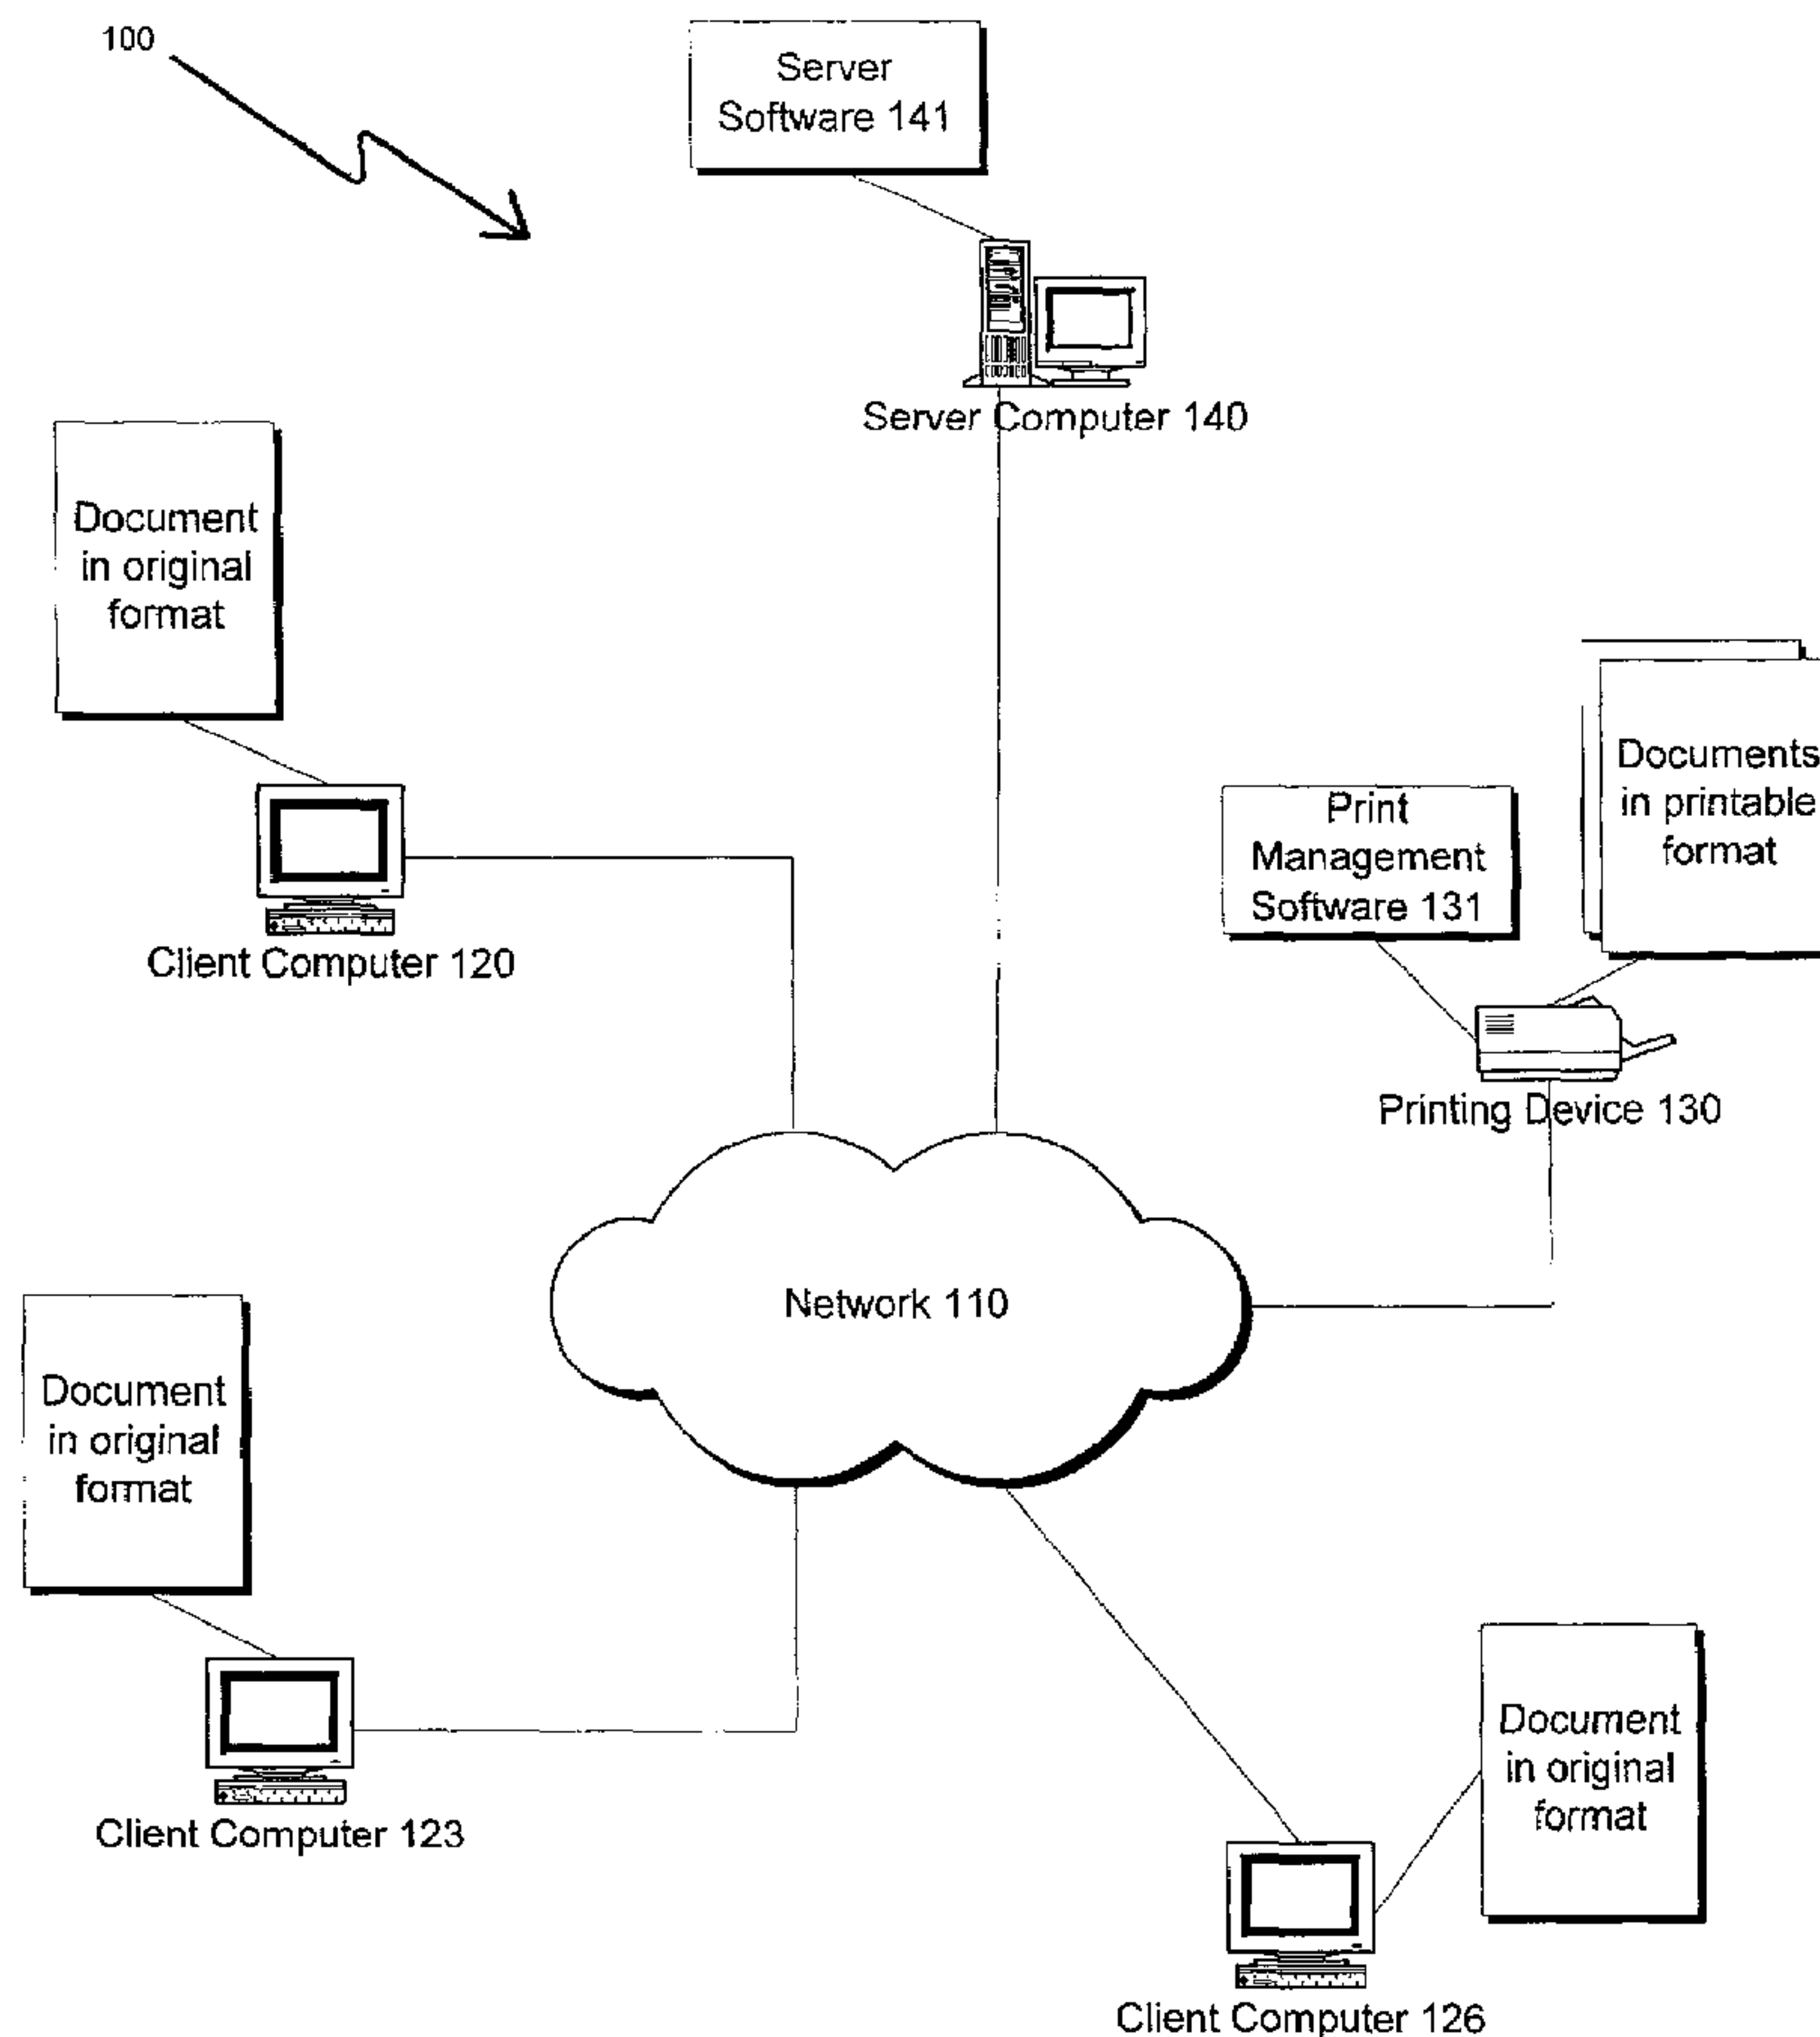 100
Server
Software 141
Server Computer 140
Document
in original
format
Client Computer 120
Documents
in printable
format
Print
Management
Software 131
Printing Device 130
Network 110
Document
in original
format
Client Computer 123
Document
in original
format
Client Computer 126